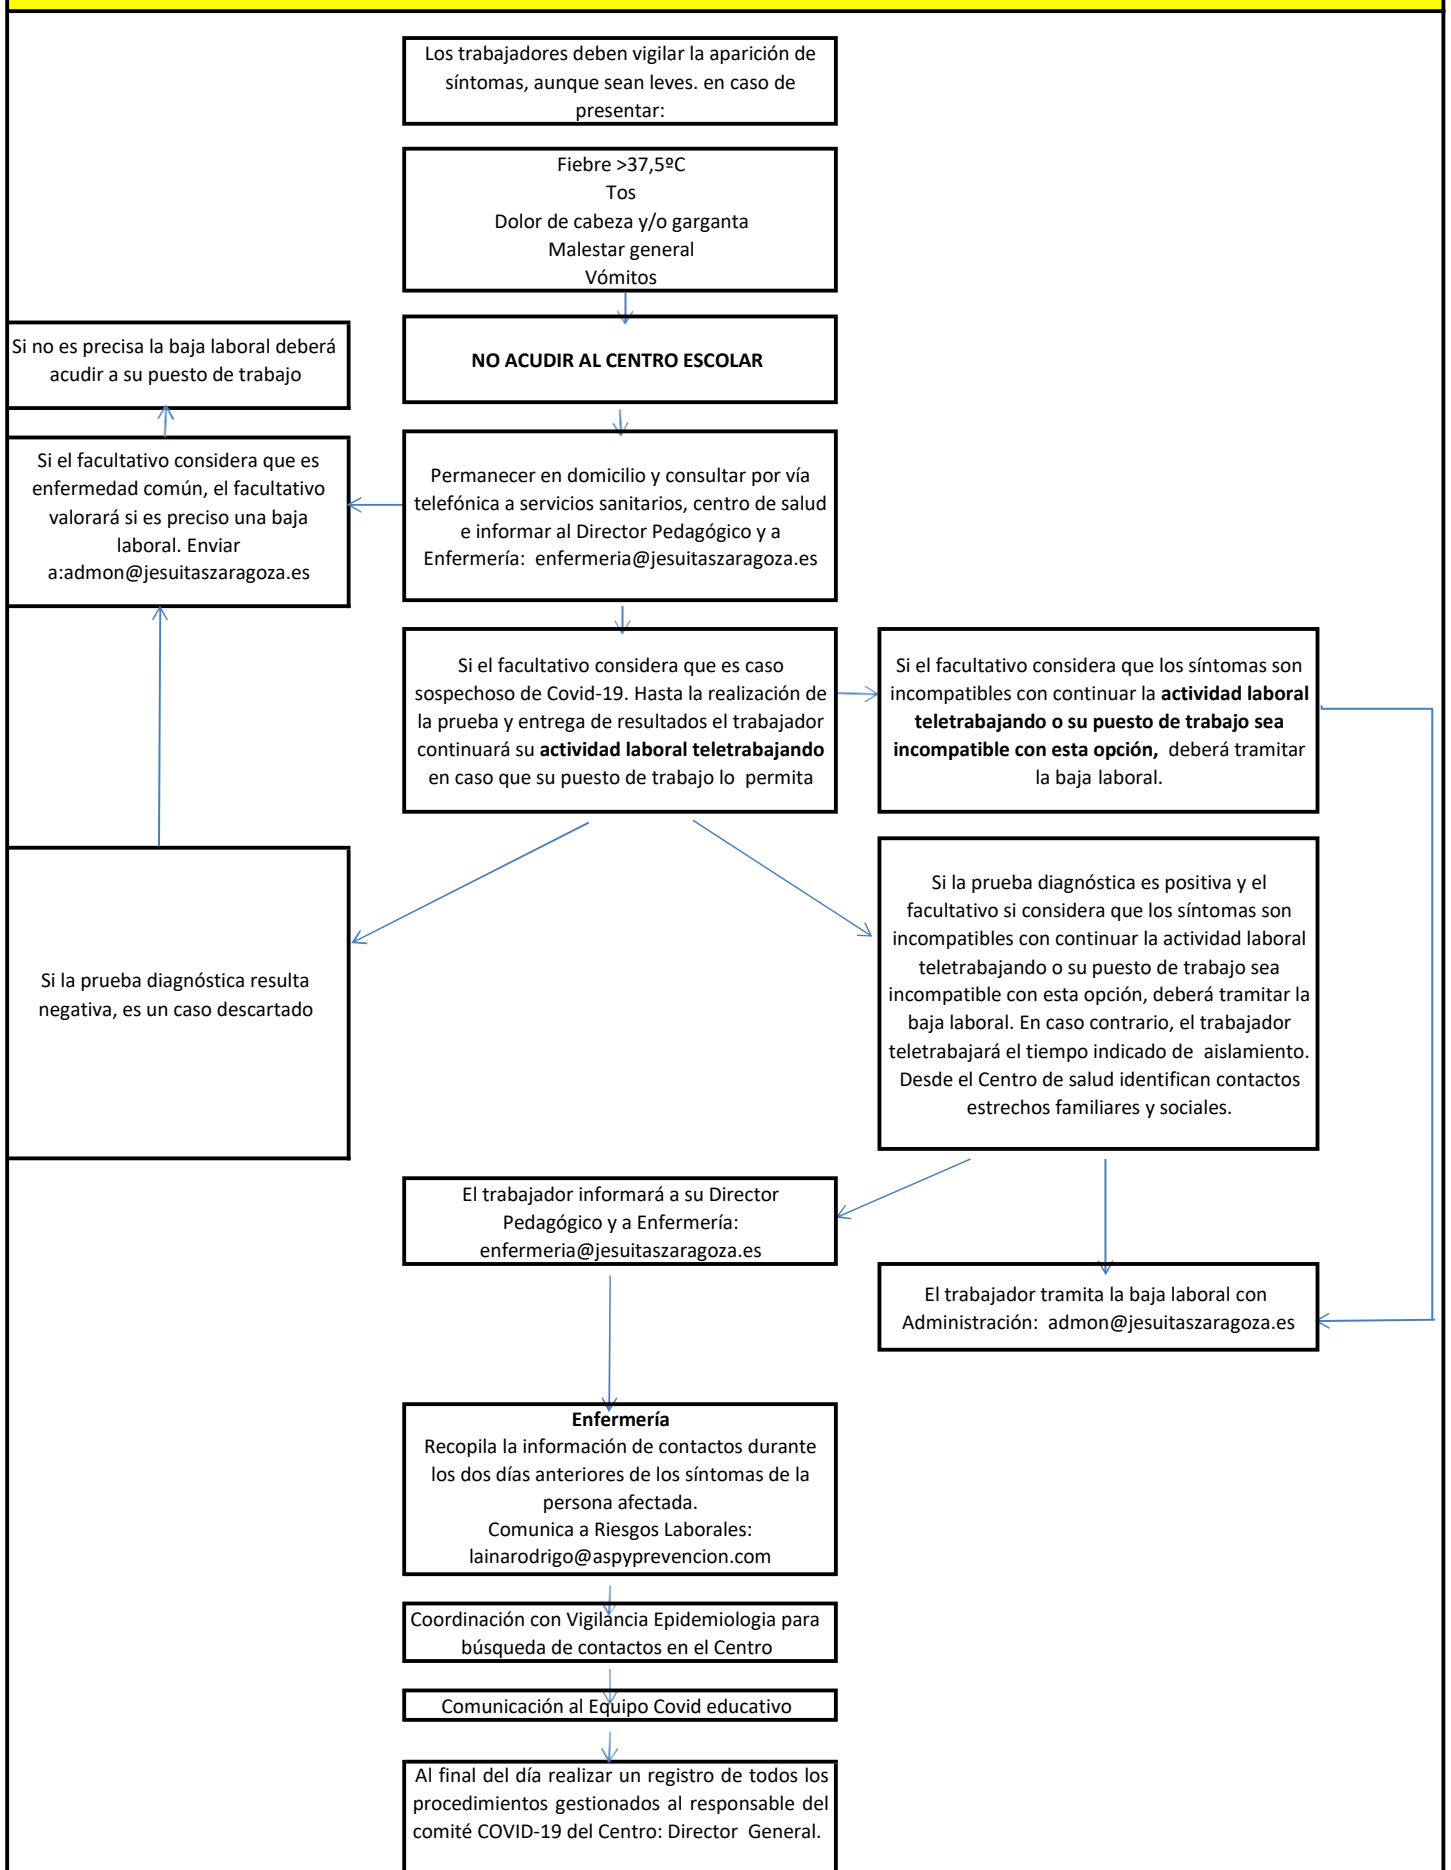 Los trabajadores deben vigilar la aparición de
síntomas, aunque sean leves. en caso de
presentar:
Fiebre >37,5ºC
Tos
Dolor de cabeza y/o garganta
Malestar general
Vómitos
NO ACUDIR AL CENTRO ESCOLAR
Si no es precisa la baja laboral deberá
acudir a su puesto de trabajo
Si el facultativo considera que es
enfermedad común, el facultativo
valorará si es preciso una baja
laboral. Enviar
a:admon@jesuitaszaragoza.es
Permanecer en domicilio y consultar por vía
telefónica a servicios sanitarios, centro de salud
e informar al Director Pedagógico y a
Enfermería: enfermeria@jesuitaszaragoza.es
Si el facultativo considera que es caso
sospechoso de Covid-19. Hasta la realización de
la prueba y entrega de resultados el trabajador
continuará su actividad laboral teletrabajando
en caso que su puesto de trabajo lo permita
Si el facultativo considera que los síntomas son
incompatibles con continuar la actividad laboral
teletrabajando o su puesto de trabajo sea
incompatible con esta opción, deberá tramitar
la baja laboral.
Si la prueba diagnóstica resulta
negativa, es un caso descartado
Si la prueba diagnóstica es positiva y el
facultativo si considera que los síntomas son
incompatibles con continuar la actividad laboral
teletrabajando o su puesto de trabajo sea
incompatible con esta opción, deberá tramitar la
baja laboral. En caso contrario, el trabajador
teletrabajará el tiempo indicado de aislamiento.
Desde el Centro de salud identifican contactos
estrechos familiares y sociales.
El trabajador informará a su Director
Pedagógico y a Enfermería:
enfermeria@jesuitaszaragoza.es
El trabajador tramita la baja laboral con
Administración: admon@jesuitaszaragoza.es
Enfermería
Recopila la información de contactos durante
los dos días anteriores de los síntomas de la
persona afectada.
Comunica a Riesgos Laborales:
lainarodrigo@aspyprevencion.com
Coordinación con Vigilancia Epidemiologia para
búsqueda de contactos en el Centro
Comunicación al Equipo Covid educativo
Al final del día realizar un registro de todos los
procedimientos gestionados al responsable del
comité COVID-19 del Centro: Director General.